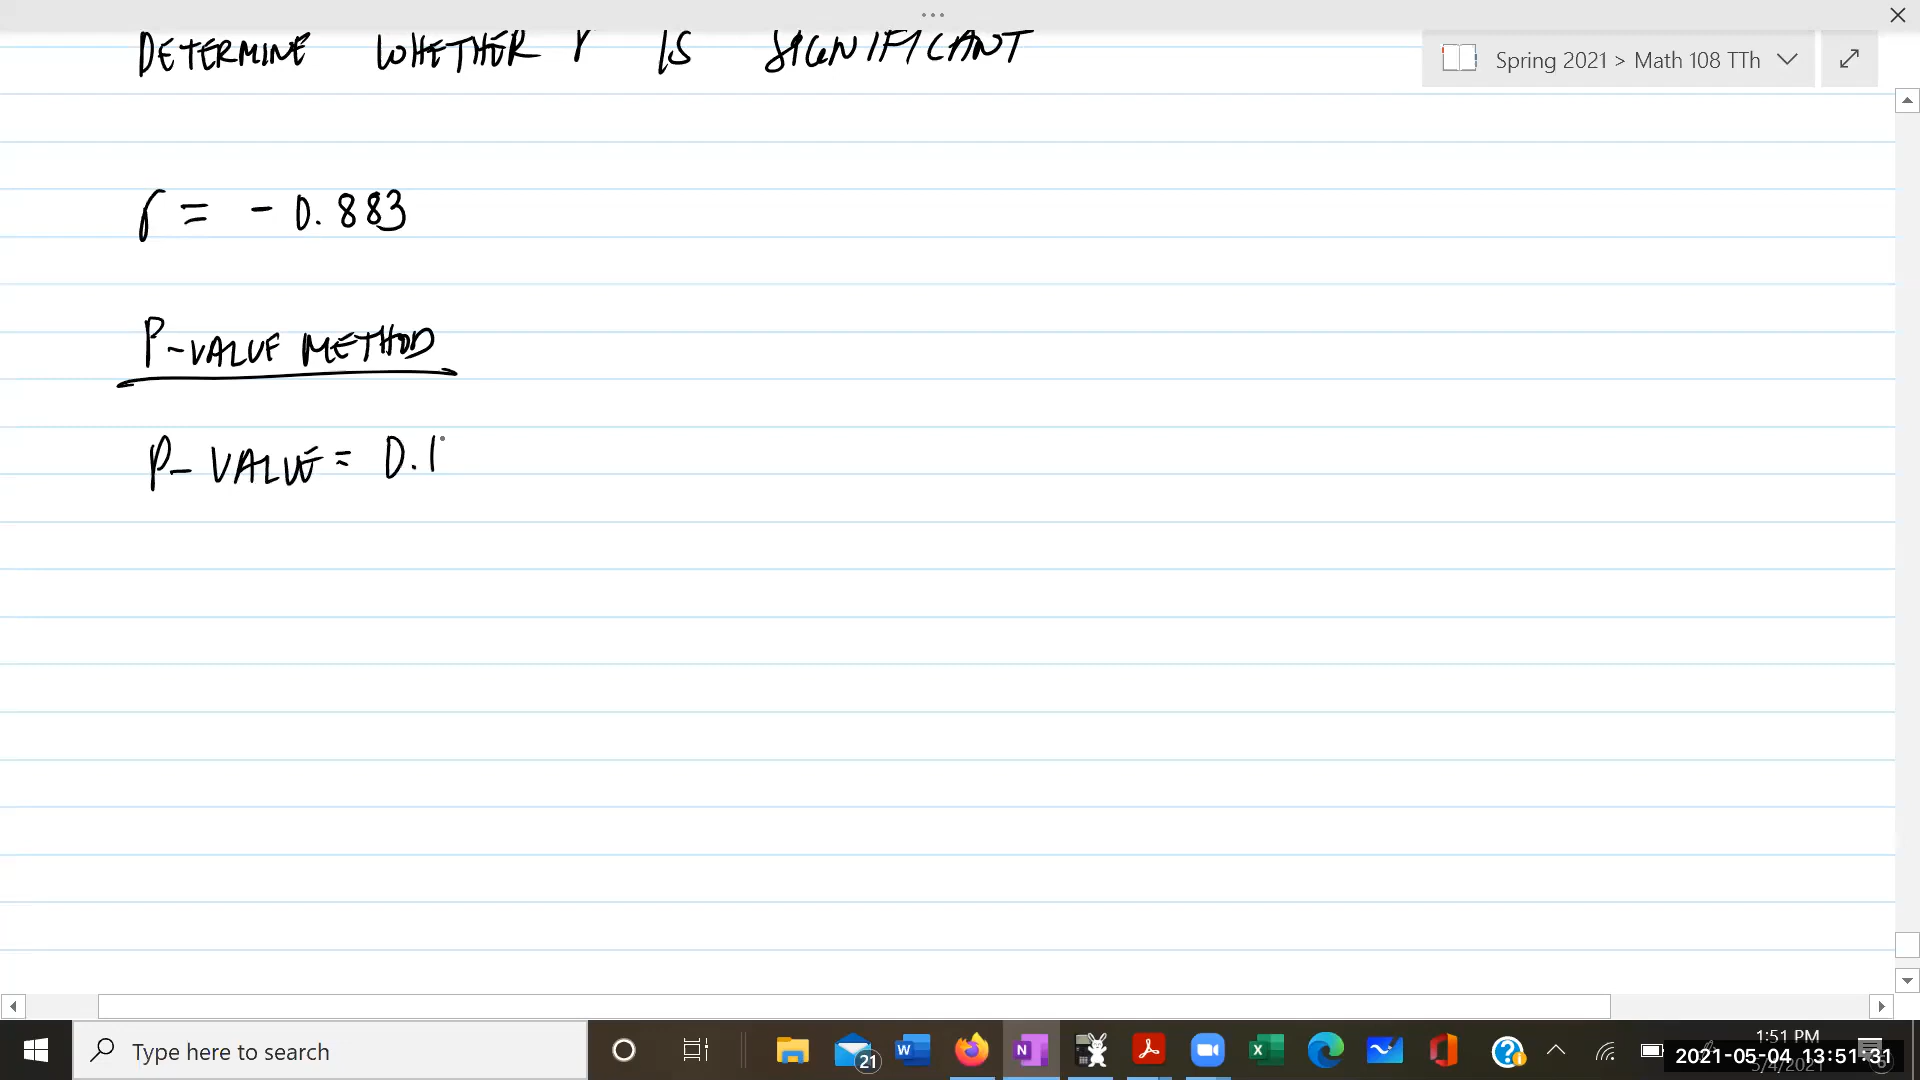 DETERMINE WHETHER r IS SIGNIFICANT
Spring 2021 > Math 108 TTh
r = - 0.883
P-VALUE METHOD
P- VALUE = 0.1
Type here to search
21
1:51 PM
2021-05-04 13:51:31